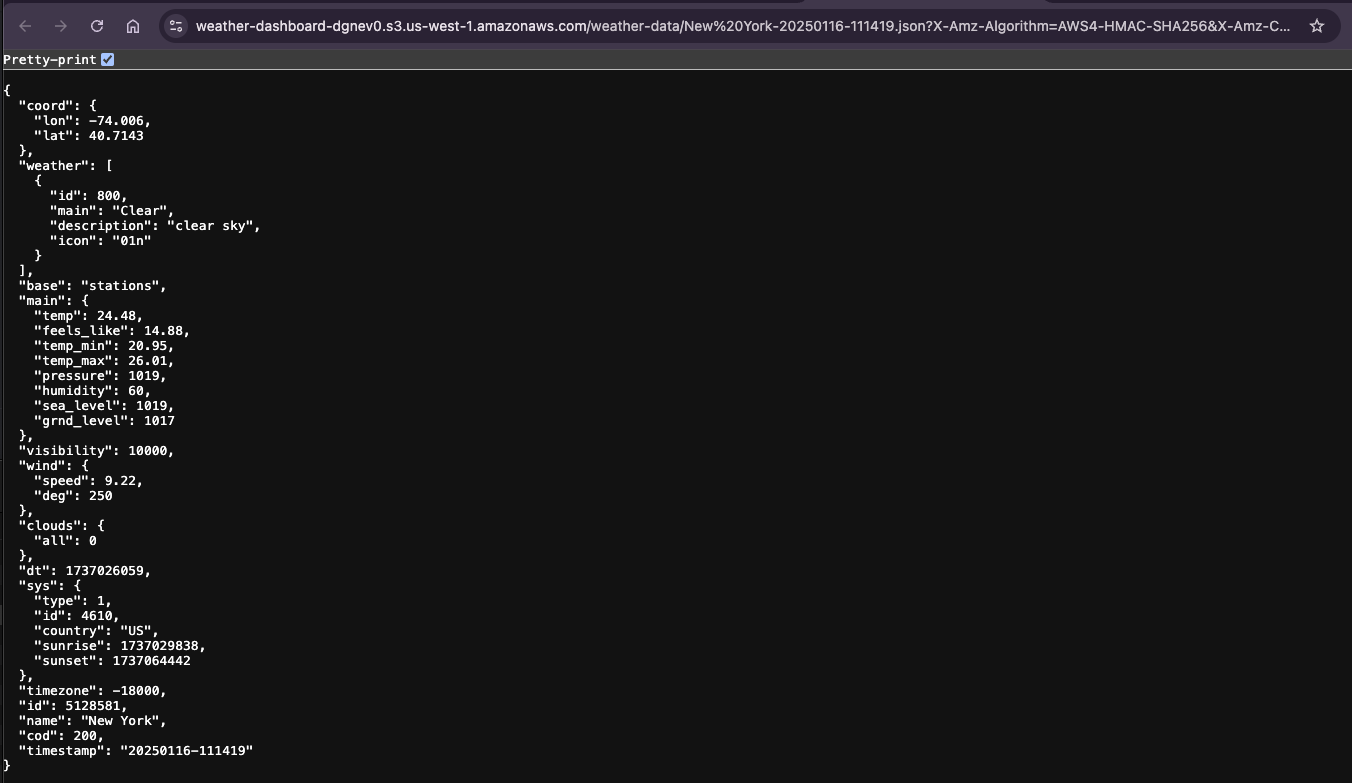 weather-dashboard-dgnev0.s3.us-west-1.amazonaws.com/weather-data/New%20York-20250116-111419.json?X-Amz-Algorithm=AWS4-HMAC-SHA256&X-Amz-C...
Pretty-print
{
  "coord": {
    "lon": -74.006,
    "lat": 40.7143
  },
  "weather": [
    {
      "id": 800,
      "main": "Clear",
      "description": "clear sky",
      "icon": "01n"
    }
  ],
  "base": "stations",
  "main": {
    "temp": 24.48,
    "feels_like": 14.88,
    "temp_min": 20.95,
    "temp_max": 26.01,
    "pressure": 1019,
    "humidity": 60,
    "sea_level": 1019,
    "grnd_level": 1017
  },
  "visibility": 10000,
  "wind": {
    "speed": 9.22,
    "deg": 250
  },
  "clouds": {
    "all": 0
  },
  "dt": 1737026059,
  "sys": {
    "type": 1,
    "id": 4610,
    "country": "US",
    "sunrise": 1737029838,
    "sunset": 1737064442
  },
  "timezone": -18000,
  "id": 5128581,
  "name": "New York",
  "cod": 200,
  "timestamp": "20250116-111419"
}